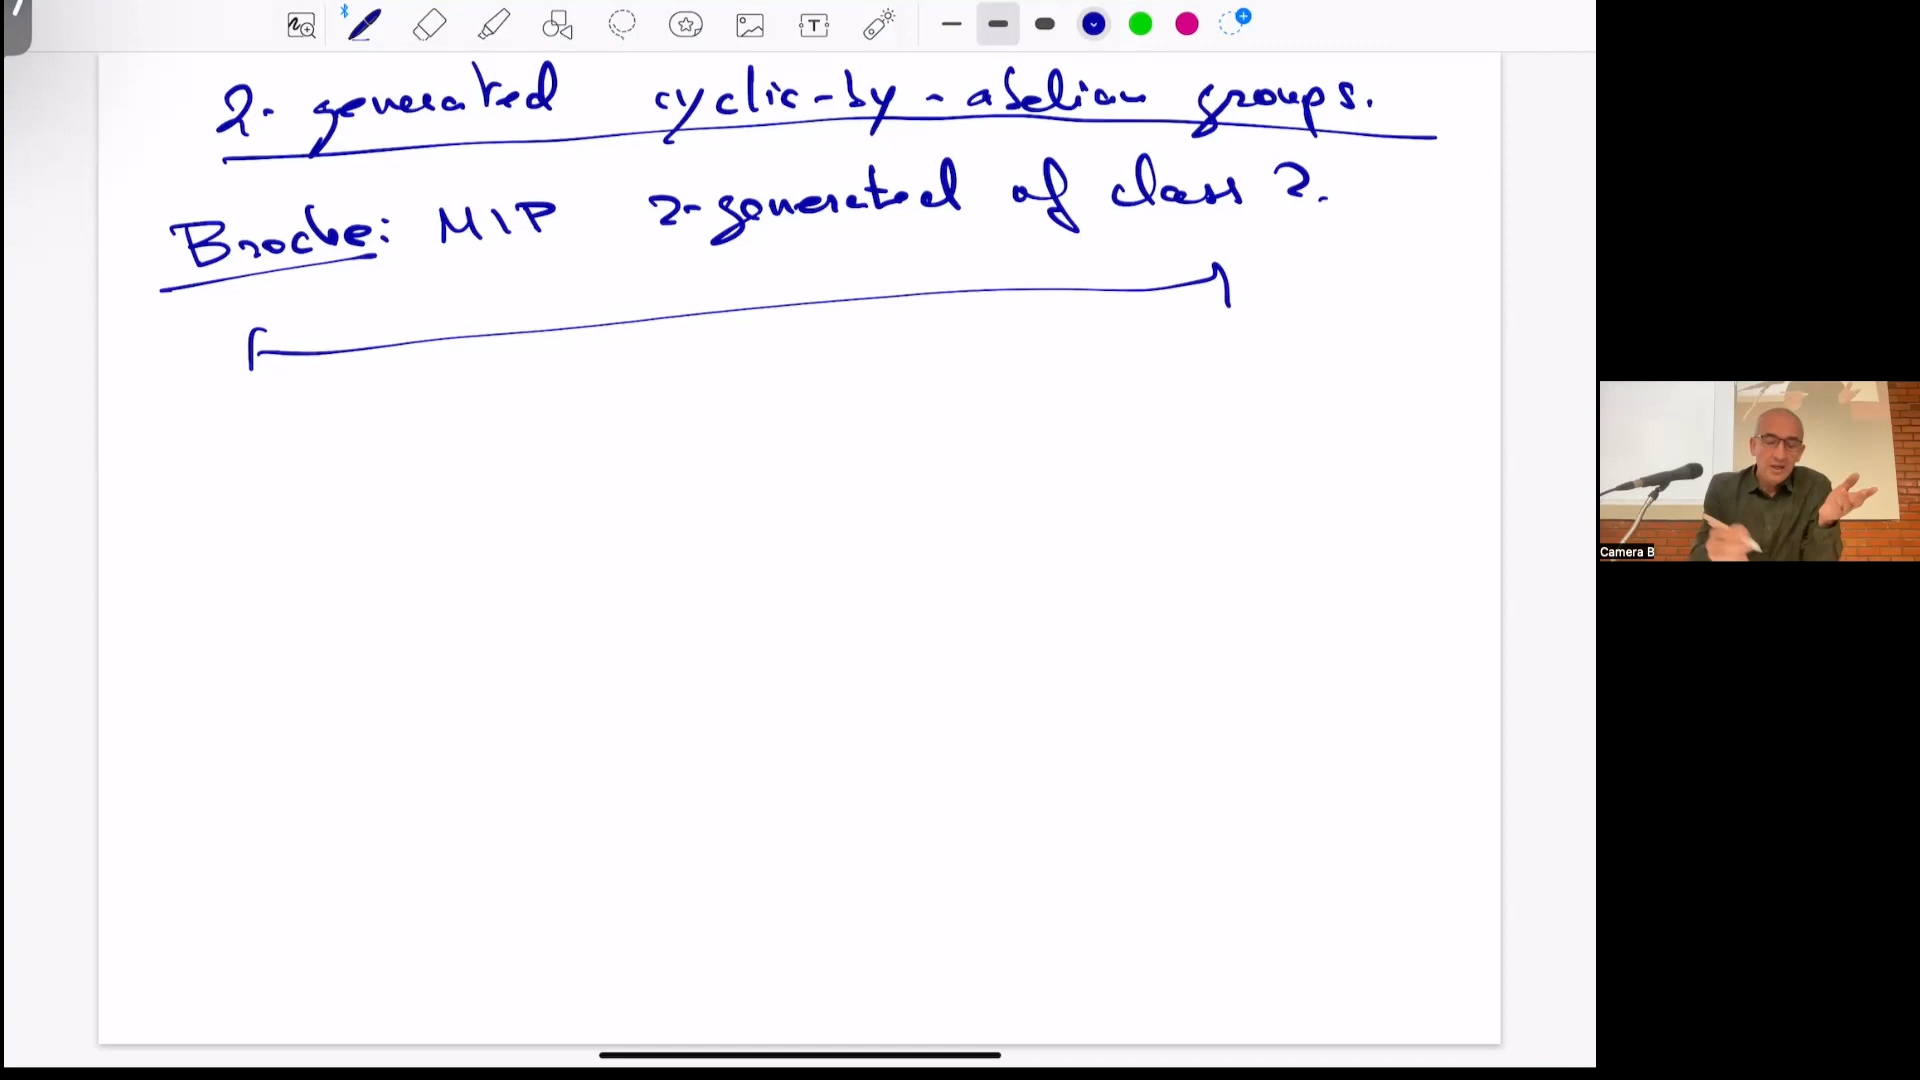 2-generated cyclic-by-abelian groups.
Broche: MIP 2-generated of class 2.
T
Camera B